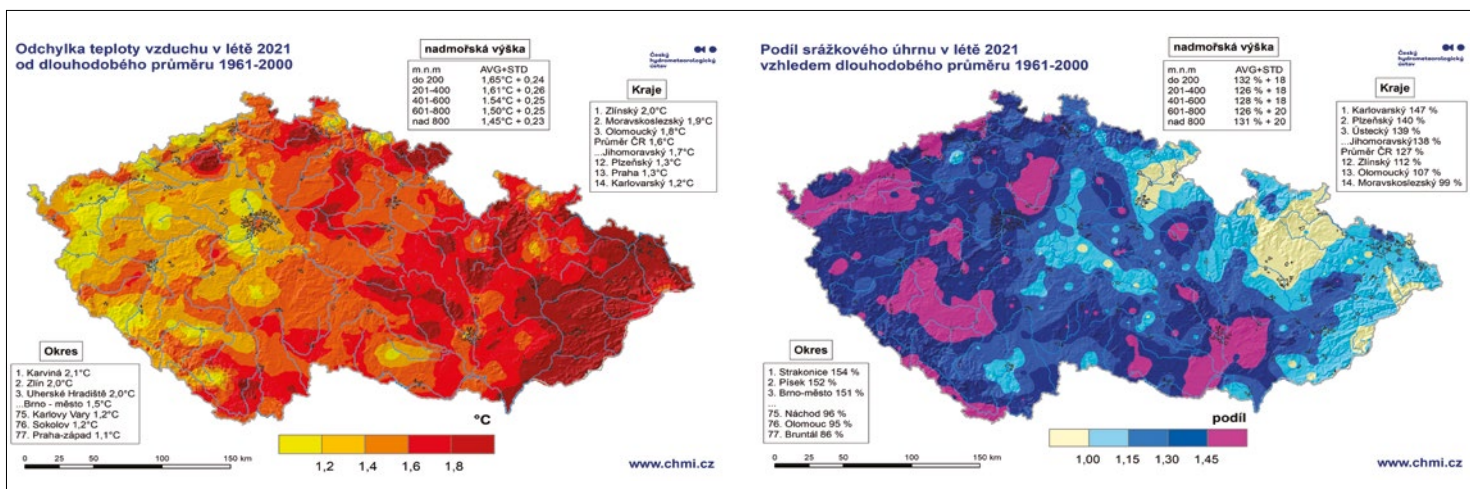 Odchylka teploty vzduchu v létě 2021
od dlouhodobého průměru 1961-2000
nadmořská výška
m.n.m AVG+STD
do 200 1,65°C + 0,24
201-400 1,61°C + 0,26
401-600 1.54°C + 0,25
601-800 1,50°C + 0,25
nad 800 1,45°C + 0,23
Český
hydrometeorologický
ústav
Kraje
1. Zlínský 2,0°C
2. Moravskoslezský 1,9°C
3. Olomoucký 1,8°C
Průměr ČR 1,6°C
...Jihomoravský 1,7°C
12. Plzeňský 1,3°C
13. Praha 1,3°C
14. Karlovarský 1,2°C
Okres
1. Karviná 2,1°C
2. Zlín 2,0°C
3. Uherské Hradiště 2,0°C
...Brno - město 1,5°C
75. Karlovy Vary 1,2°C
76. Sokolov 1,2°C
77. Praha-západ 1,1°C
°C
1,2 1,4 1,6 1,8
0 25 50 100 150 km
www.chmi.cz
Podíl srážkového úhrnu v létě 2021
vzhledem dlouhodobého průměru 1961-2000
nadmořská výška
m.n.m AVG+STD
do 200 132 % + 18
201-400 126 % + 18
401-600 128 % + 18
601-800 126 % + 20
nad 800 131 % + 20
Český
hydrometeorologický
ústav
Kraje
1. Karlovarský 147 %
2. Plzeňský 140 %
3. Ústecký 139 %
...Jihomoravský138 %
Průměr ČR 127 %
12. Zlínský 112 %
13. Olomoucký 107 %
14. Moravskoslezský 99 %
Okres
1. Strakonice 154 %
2. Písek 152 %
3. Brno-město 151 %
...
75. Náchod 96 %
76. Olomouc 95 %
77. Bruntál 86 %
podíl
1,00 1,15 1,30 1,45
0 25 50 100 150 km
www.chmi.cz